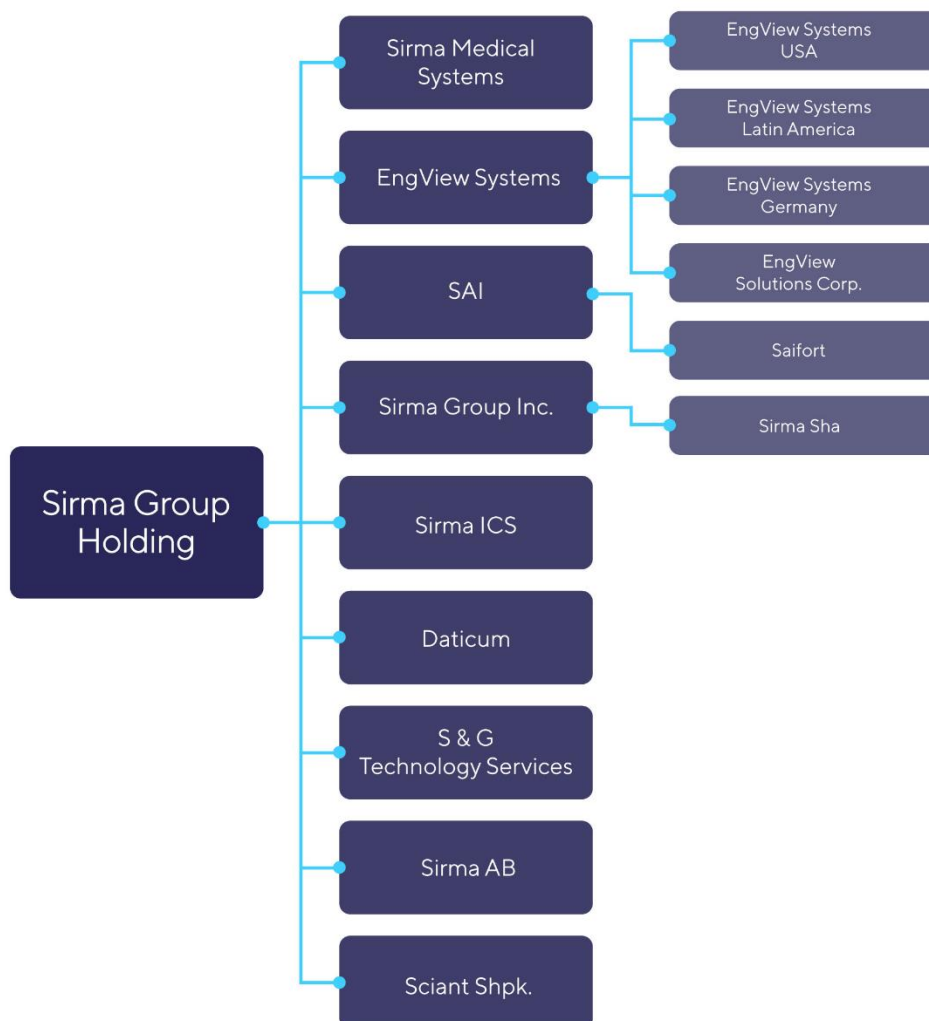 Sirma Group
Holding
Sirma Medical
Systems
EngView Systems
SAI
Sirma Group Inc.
Sirma ICS
Daticum
S & G
Technology Services
Sirma AB
Sciant Shpk.
EngView Systems
USA
EngView Systems
Latin America
EngView Systems
Germany
EngView
Solutions Corp.
Saifort
Sirma Sha